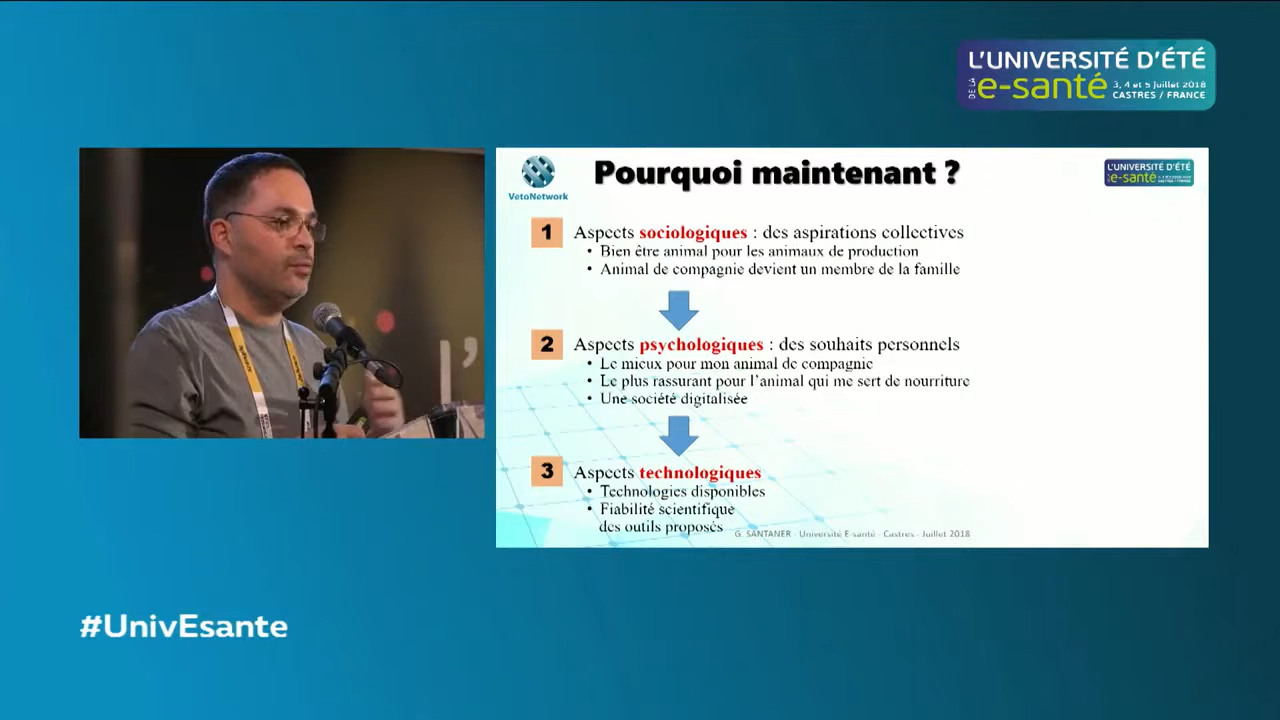 L'UNIVERSITÉ D'ÉTÉ
DE LA e-santé 3, 4 et 5 Juillet 2018
CASTRES / FRANCE
VetoNetwork
Pourquoi maintenant ?
L'UNIVERSITÉ D'ÉTÉ
e-santé
CASTRES / FRANCE
1 Aspects sociologiques : des aspirations collectives
• Bien être animal pour les animaux de production
• Animal de compagnie devient un membre de la famille
2 Aspects psychologiques : des souhaits personnels
• Le mieux pour mon animal de compagnie
• Le plus rassurant pour l'animal qui me sert de nourriture
• Une société digitalisée
3 Aspects technologiques
• Technologies disponibles
• Fiabilité scientifique
des outils proposés
G. SANTANER - Université E-santé - Castres - Juillet 2018
#UnivEsante